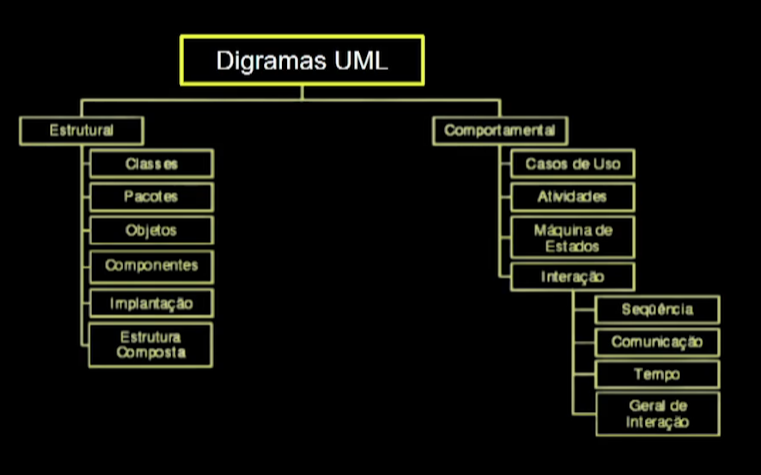 Digramas UML
Estrutural
Classes
Pacotes
Objetos
Componentes
Implantação
Estrutura
Composta
Comportamental
Casos de Uso
Atividades
Máquina de
Estados
Interação
Seqüência
Comunicação
Tempo
Geral de
Interação